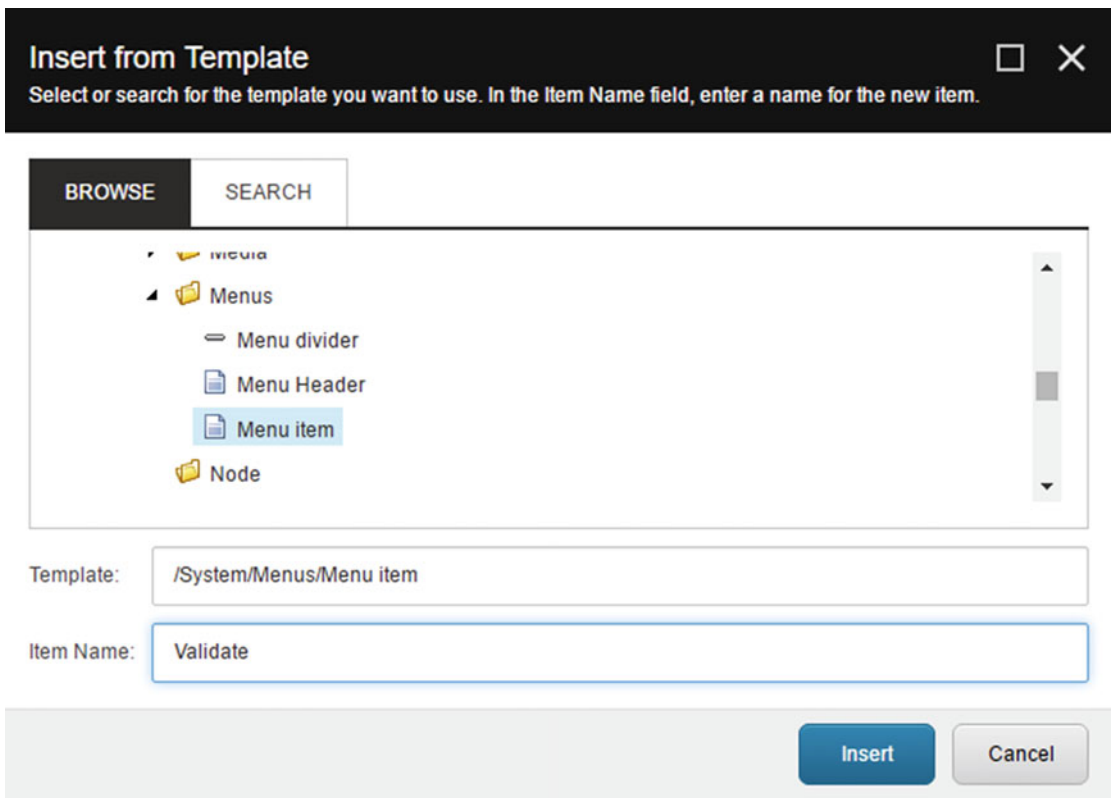 Insert from Template
Select or search for the template you want to use. In the Item Name field, enter a name for the new item.
BROWSE
SEARCH
Media
Menus
Menu divider
Menu Header
Menu item
Node
Template:
/System/Menus/Menu item
Item Name:
Validate
Insert
Cancel